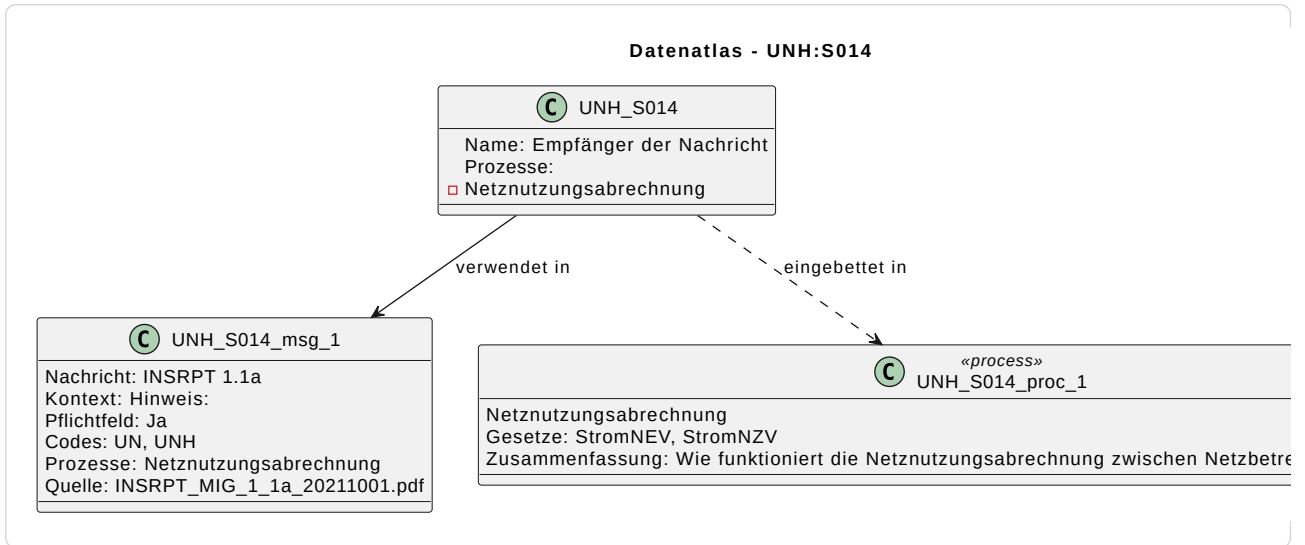 Datenatlas - UNH:S014
C UNH_S014
Name: Empfänger der Nachricht
Prozesse:
Netznutzungsabrechnung
verwendet in
eingebettet in
C UNH_S014_msg_1
Nachricht: INSRPT 1.1a
Kontext: Hinweis:
Pflichtfeld: Ja
Codes: UN, UNH
Prozesse: Netznutzungsabrechnung
Quelle: INSRPT_MIG_1_1a_20211001.pdf
«process»
C UNH_S014_proc_1
Netznutzungsabrechnung
Gesetze: StromNEV, StromNZV
Zusammenfassung: Wie funktioniert die Netznutzungsabrechnung zwischen Netzbetre